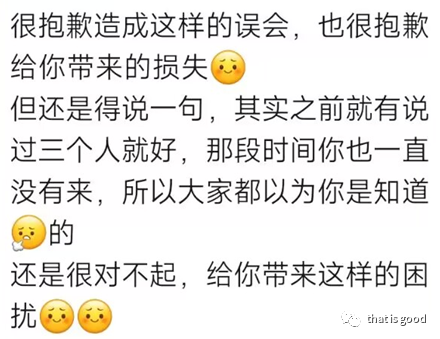 很抱歉造成这样的误会，也很抱歉
给你带来的损失😌
但还是得说一句，其实之前就有说
过三个人就好，那段时间你也一直
没有来，所以大家都以为你是知道
😮‍💨的
还是很对不起，给你带来这样的困
扰😌😌
thatisgood